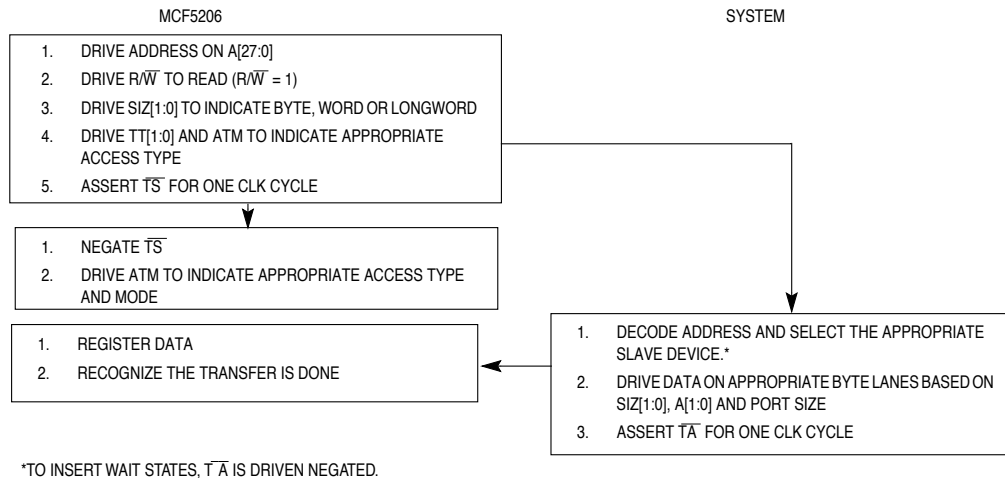 MCF5206
SYSTEM
1. DRIVE ADDRESS ON A[27:0]
2. DRIVE R/W̅ TO READ (R/W̅ = 1)
3. DRIVE SIZ[1:0] TO INDICATE BYTE, WORD OR LONGWORD
4. DRIVE TT[1:0] AND ATM TO INDICATE APPROPRIATE
ACCESS TYPE
5. ASSERT T̅S̅ FOR ONE CLK CYCLE
1. NEGATE T̅S̅
2. DRIVE ATM TO INDICATE APPROPRIATE ACCESS TYPE
AND MODE
1. DECODE ADDRESS AND SELECT THE APPROPRIATE
SLAVE DEVICE.*
2. DRIVE DATA ON APPROPRIATE BYTE LANES BASED ON
SIZ[1:0], A[1:0] AND PORT SIZE
3. ASSERT T̅A̅ FOR ONE CLK CYCLE
1. REGISTER DATA
2. RECOGNIZE THE TRANSFER IS DONE
*TO INSERT WAIT STATES, T̅ A̅ IS DRIVEN NEGATED.